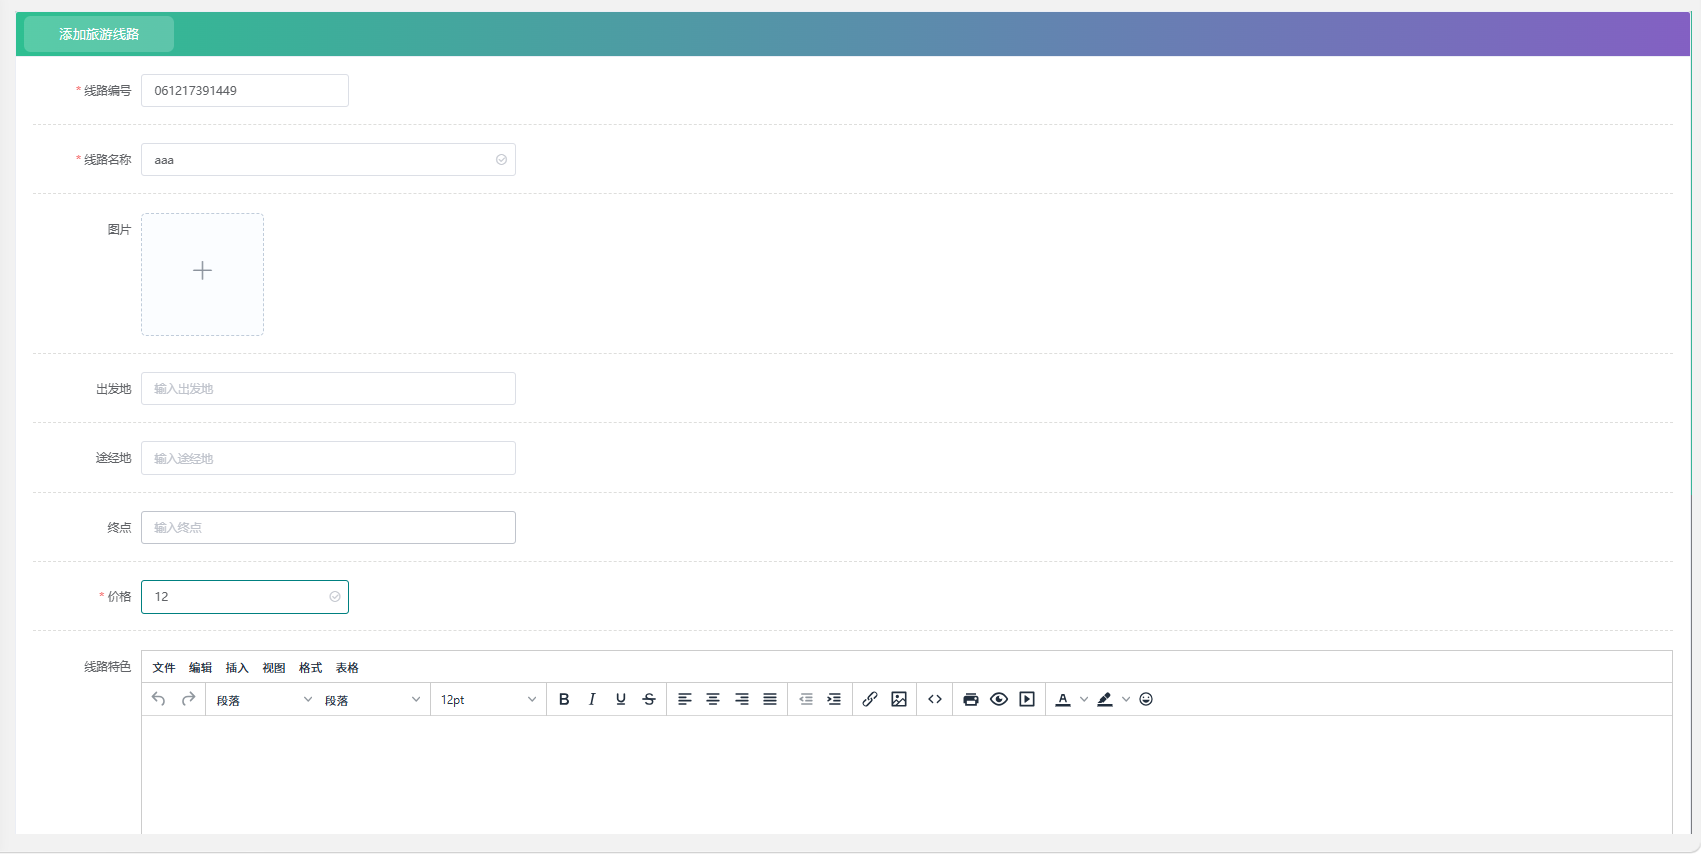 添加旅游线路
* 线路编号 061217391449
* 线路名称 aaa
图片
出发地 输入出发地
途经地 输入途经地
终点 输入终点
* 价格 12
线路特色 文件 编辑 插入 视图 格式 表格
段落 段落 12pt B I U S A